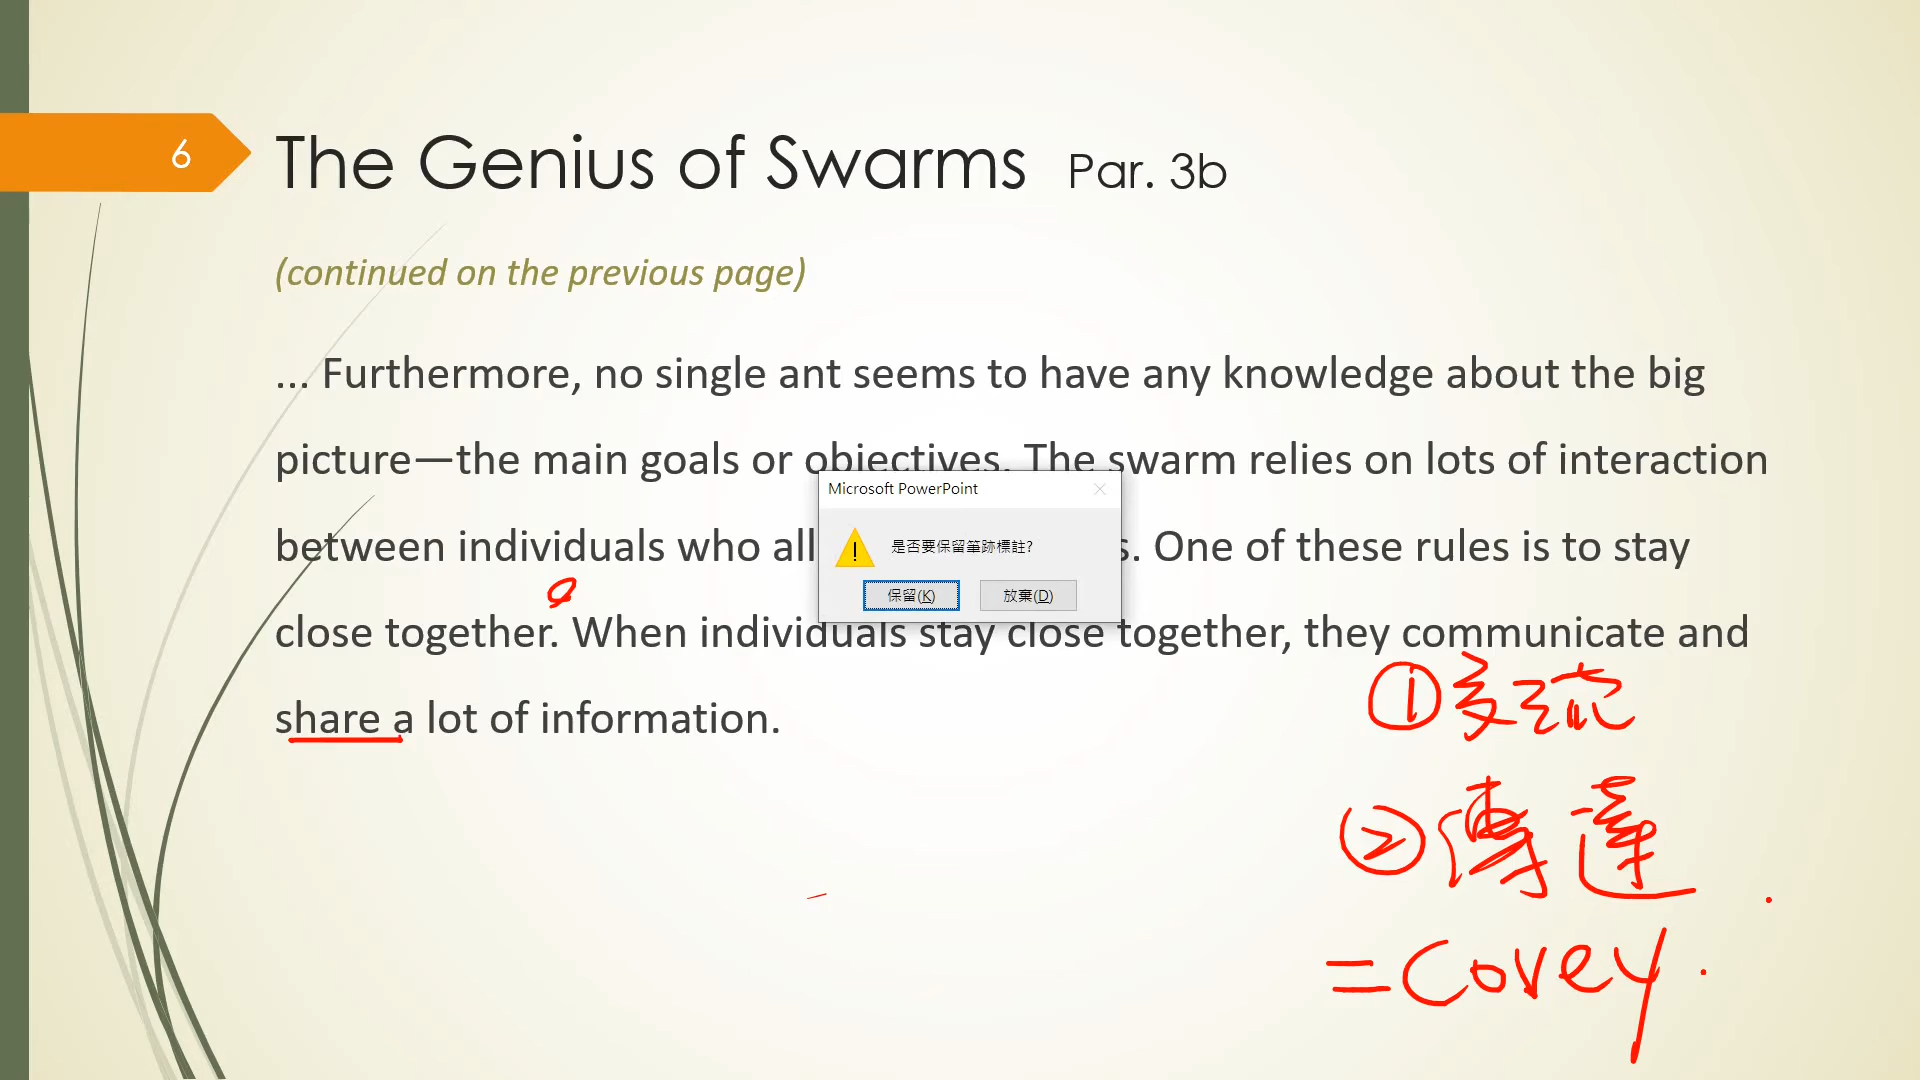 6
The Genius of Swarms Par. 3b
(continued on the previous page)
... Furthermore, no single ant seems to have any knowledge about the big
picture—the main goals or objectives. The swarm relies on lots of interaction
between individuals who all s. One of these rules is to stay
close together. When individuals stay close together, they communicate and
share a lot of information.
Microsoft PowerPoint
是否要保留筆跡標註?
保留(K)
放棄(D)
①
②傳達
=Covey